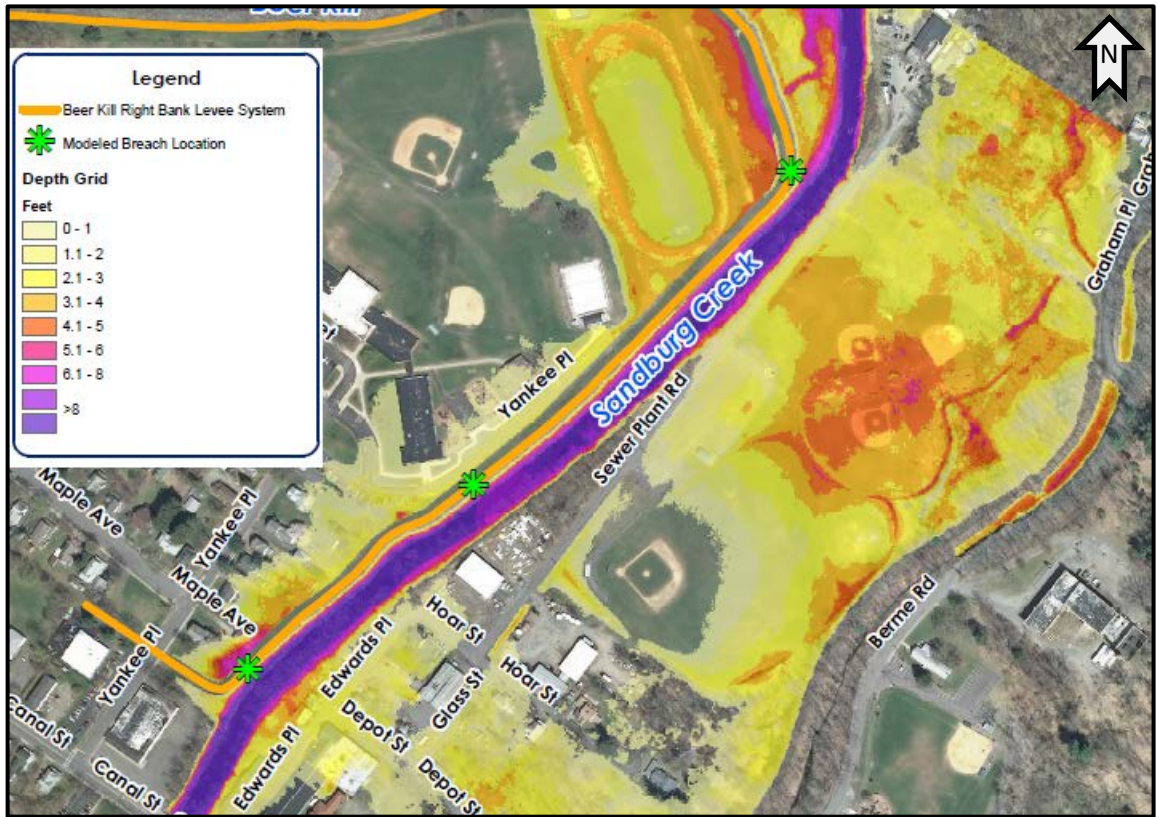 Beer Kill
N
Legend
Beer Kill Right Bank Levee System
Modeled Breach Location
Depth Grid
Feet
0 - 1
1.1 - 2
2.1 - 3
3.1 - 4
4.1 - 5
5.1 - 6
6.1 - 8
>8
Graham Pl
Sandburg Creek
Yankee Pl
Sewer Plant Rd
Maple Ave
Yankee Pl
Maple Ave
Hoar St
Berme Rd
Edwards Pl
Hoar St
Yankee Pl
Glass St
Canal St
Depot St
Canal St
Edwards Pl
Depot St